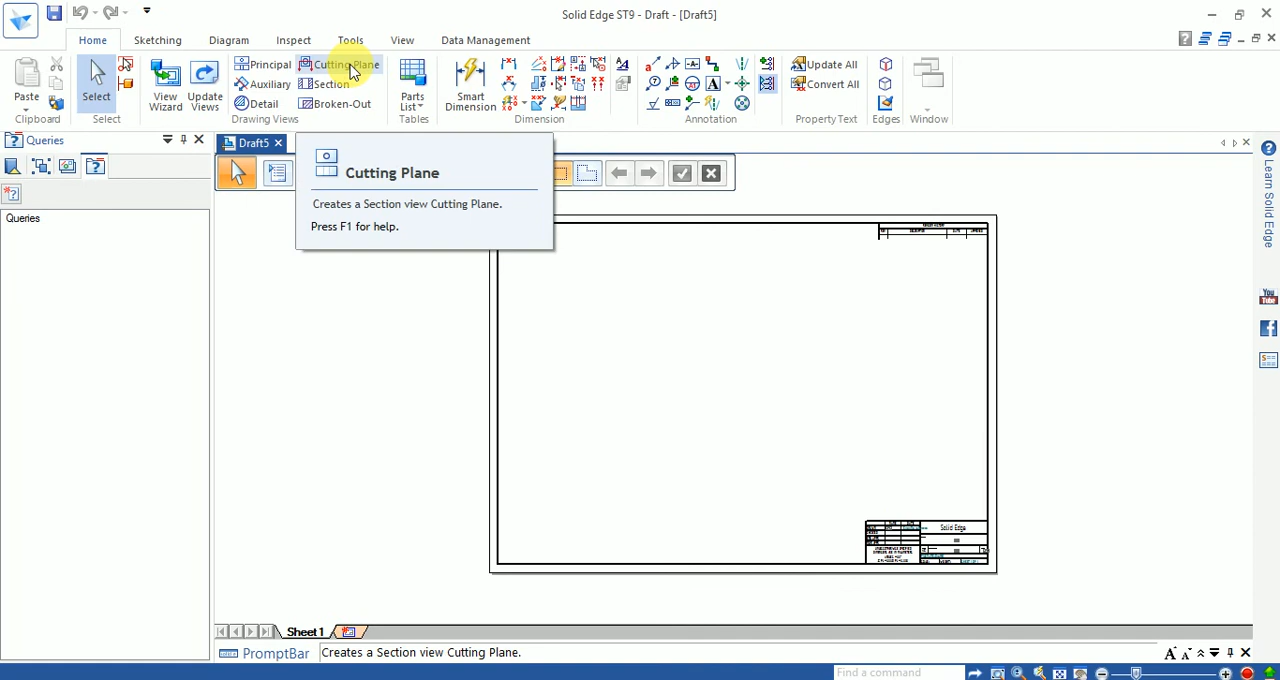 Solid Edge ST9 - Draft - [Draft5]
Home Sketching Diagram Inspect Tools View Data Management
Paste
Clipboard
Select
Select
View Wizard
Update Views
Principal
Auxiliary
Detail
Cutting Plane
Section
Broken-Out
Drawing Views
Parts List
Tables
Smart Dimension
Dimension
A
A
Annotation
Update All
Convert All
Property Text
Edges
Window
Queries
Draft5
Queries
Cutting Plane
Creates a Section view Cutting Plane.
Press F1 for help.
Learn Solid Edge
You Tube
Solid Edge
Sheet1
PromptBar
Creates a Section view Cutting Plane.
Find a command